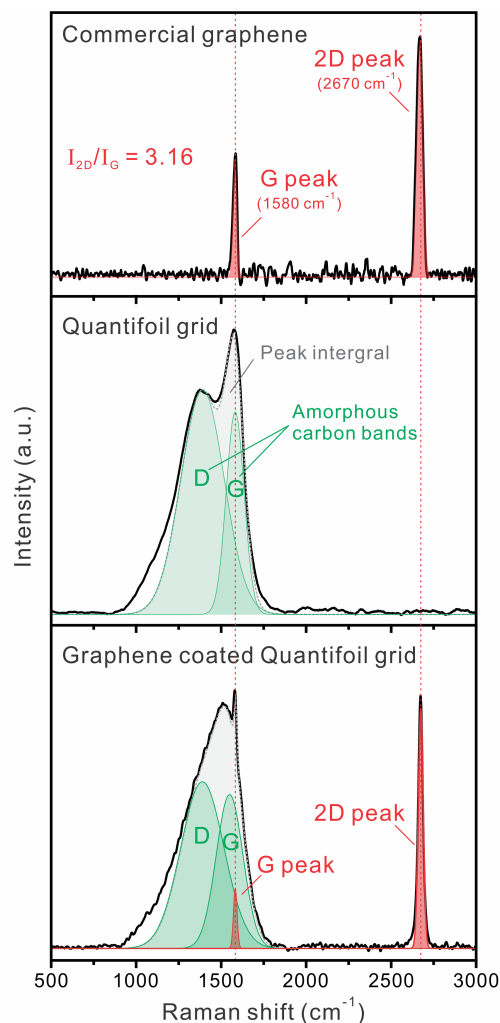 Commercial graphene
2D peak
(2670 cm⁻¹)
I2D/IG = 3.16
G peak
(1580 cm⁻¹)
Quantifoil grid
Peak intergral
Amorphous
carbon bands
D
G
Intensity (a.u.)
Graphene coated Quantifoil grid
2D peak
D
G
G peak
500 1000 1500 2000 2500 3000
Raman shift (cm⁻¹)